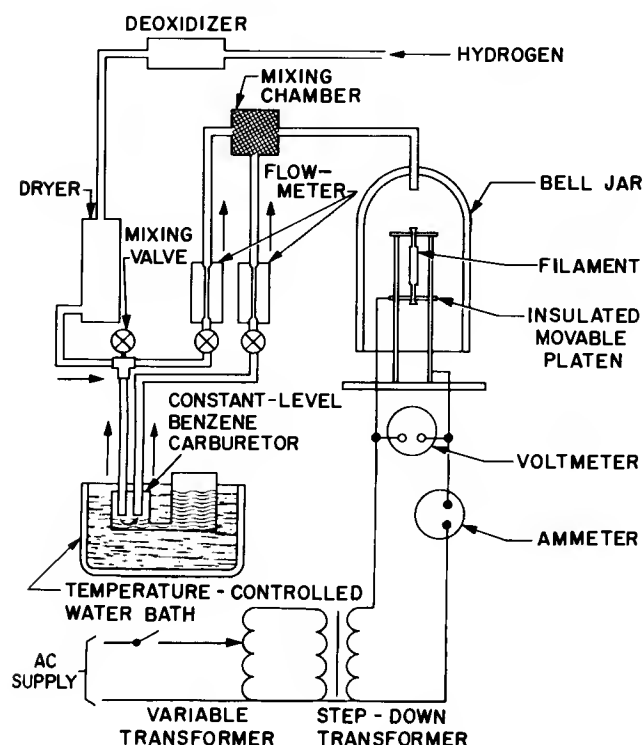 DEOXIDIZER
HYDROGEN
MIXING
CHAMBER
FLOW-
METER
DRYER
MIXING
VALVE
BELL JAR
FILAMENT
INSULATED
MOVABLE
PLATEN
CONSTANT-LEVEL
BENZENE
CARBURETOR
VOLTMETER
AMMETER
TEMPERATURE-CONTROLLED
WATER BATH
AC
SUPPLY
VARIABLE
TRANSFORMER
STEP-DOWN
TRANSFORMER